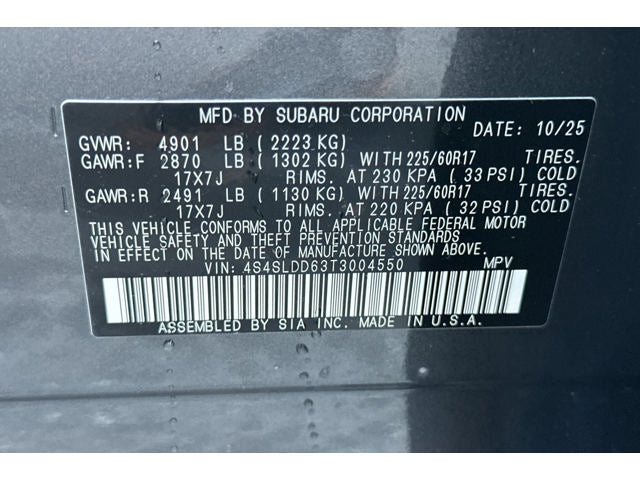 MFD BY SUBARU CORPORATION
DATE: 10/25
GVWR: 4901 LB (2223 KG)
GAWR:F 2870 LB (1302 KG) WITH 225/60R17 TIRES.
17X7J RIMS. AT 230 KPA (33 PSI) COLD
GAWR:R 2491 LB (1130 KG) WITH 225/60R17 TIRES.
17X7J RIMS. AT 220 KPA (32 PSI) COLD
THIS VEHICLE CONFORMS TO ALL APPLICABLE FEDERAL MOTOR
VEHICLE SAFETY AND THEFT PREVENTION STANDARDS
IN EFFECT ON THE DATE OF MANUFACTURE SHOWN ABOVE.
VIN: 4S4SLDD63T3004550 MPV
ASSEMBLED BY SIA INC. MADE IN U.S.A.